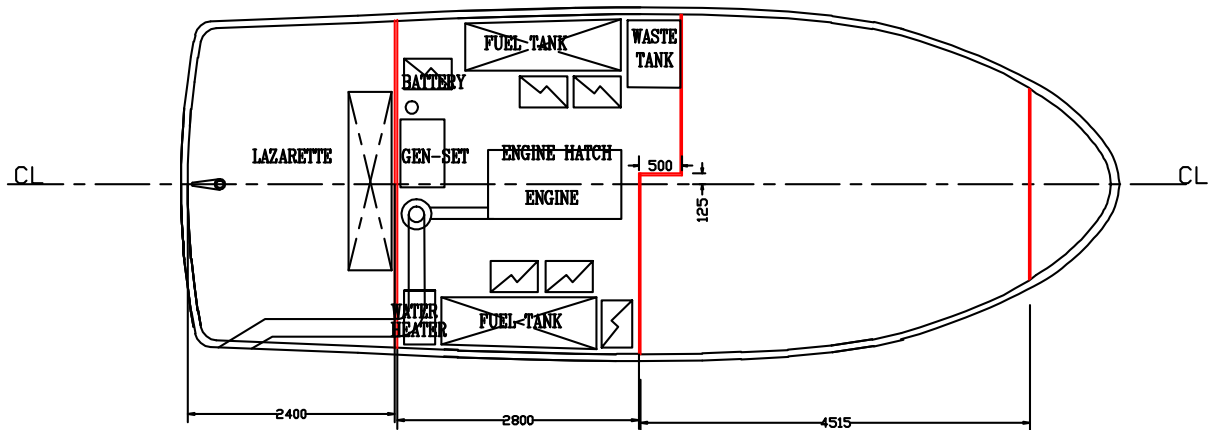 FUEL TANK
WASTE
TANK
BATTERY
LAZARETTE
GEN-SET
ENGINE HATCH
500
CL
CL
ENGINE
125
WATER
HEATER
FUEL-TANK
2400
2800
4515